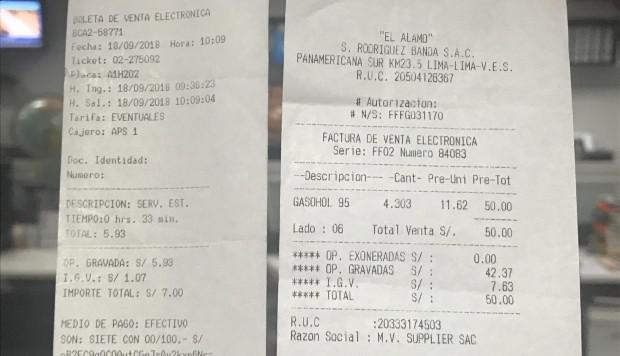 BOLETA DE VENTA ELECTRONICA
BCA2-58771
Fecha: 18/09/2018 Hora: 10:09
Ticket: 02-275092
Placa: A1H202
H. Ing.: 18/09/2018 09:36:23
H. Sal.: 18/09/2018 10:09:04
Tarifa: EVENTUALES
Cajero: APS 1
Doc. Identidad:
Numero:
DESCRIPCION: SERV. EST.
TIEMPO:0 hrs. 33 min.
TOTAL: 5.93
OP. GRAVADA: S/ 5.93
I.G.V.: S/ 1.07
IMPORTE TOTAL: S/ 7.00
MEDIO DE PAGO: EFECTIVO
SON: SIETE CON 00/100.- S/
"EL ALAMO"
S. RODRIGUEZ BANDA S.A.C.
PANAMERICANA SUR KM23.5 LIMA-LIMA-V.E.S.
R.U.C. 20504128367
# Autorizacion:
# N/S: FFFG031170
FACTURA DE VENTA ELECTRONICA
Serie: FF02 Numero 84083
--Descripcion--- -Cant- Pre-Uni Pre-Tot
GASOHOL 95 4.303 11.62 50.00
Lado : 06 Total Venta S/. 50.00
***** OP. EXONERADAS S/ : 0.00
***** OP. GRAVADAS S/ : 42.37
***** I.G.V. S/ : 7.63
***** TOTAL S/ : 50.00
R.U.C :20333174503
Razon Social : M.V. SUPPLIER SAC